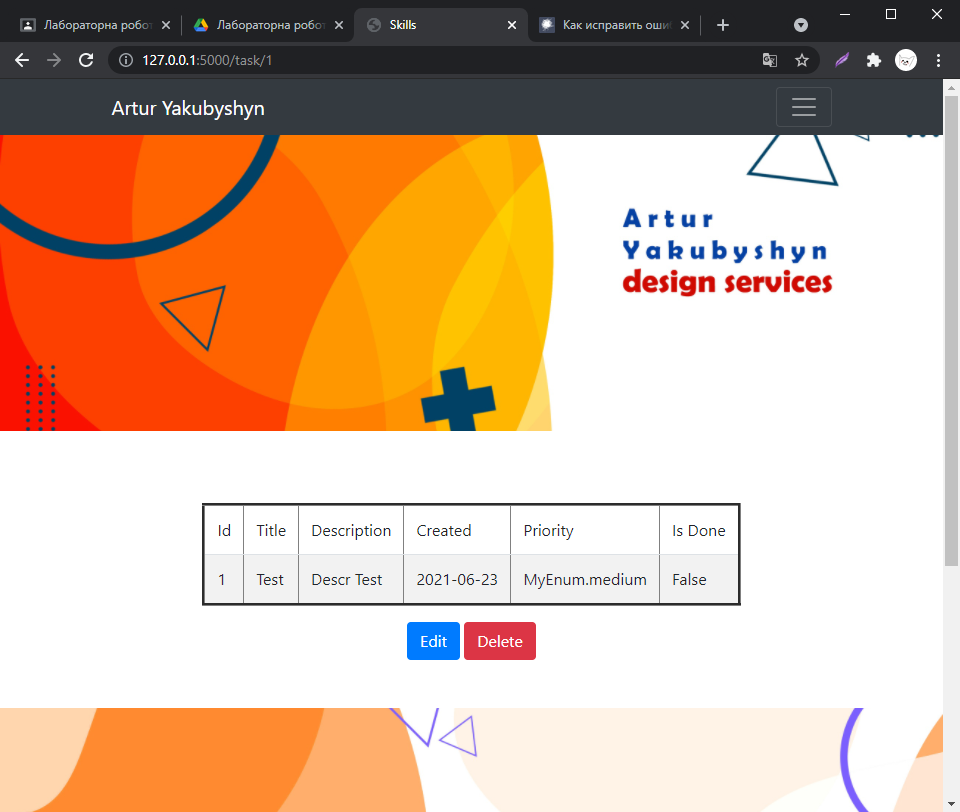 Лабораторна робот
Лабораторна робот
Skills
Как исправить оши
127.0.0.1:5000/task/1
Artur Yakubyshyn
Artur
Yakubyshyn
design services
Id Title Description Created Priority Is Done
1 Test Descr Test 2021-06-23 MyEnum.medium False
Edit Delete